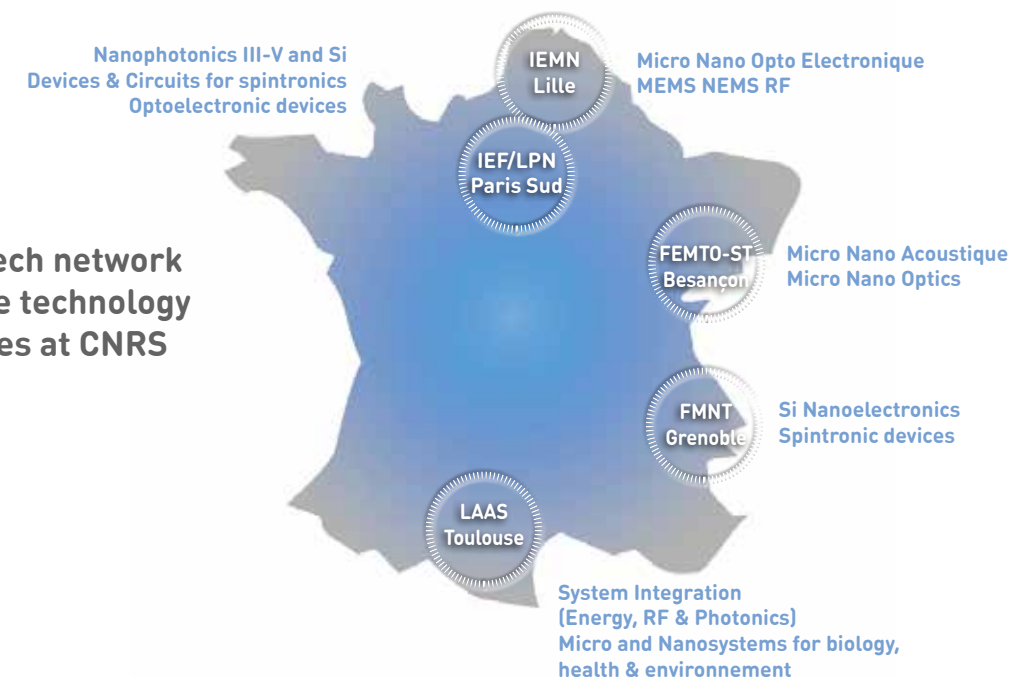 Nanophotonics III-V and Si
Devices & Circuits for spintronics
Optoelectronic devices
IEMN
Lille
Micro Nano Opto Electronique
MEMS NEMS RF
IEF/LPN
Paris Sud
FEMTO-ST
Besançon
Micro Nano Acoustique
Micro Nano Optics
ech network
e technology
es at CNRS
FMNT
Grenoble
Si Nanoelectronics
Spintronic devices
LAAS
Toulouse
System Integration
(Energy, RF & Photonics)
Micro and Nanosystems for biology,
health & environnement